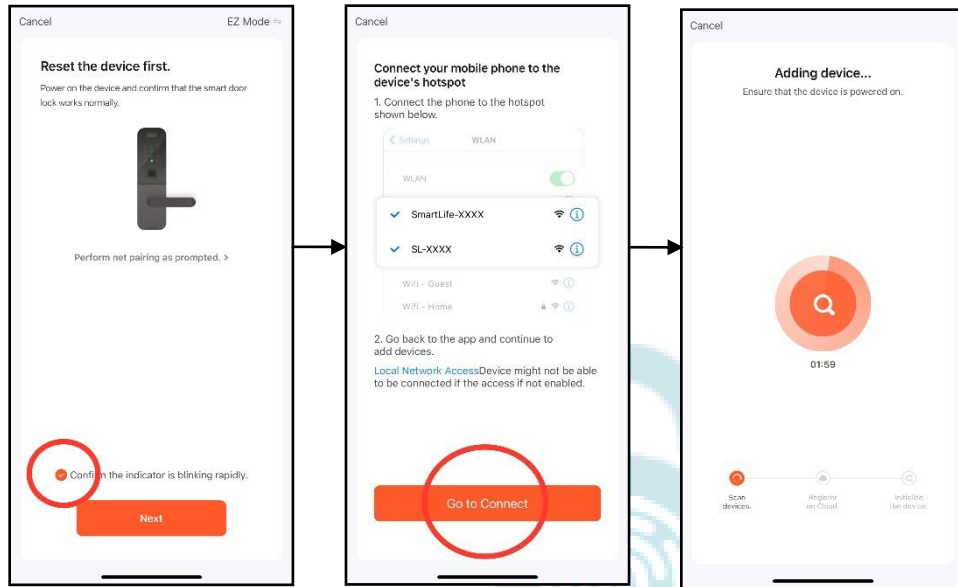 Cancel EZ Mode
Reset the device first.
Power on the device and confirm that the smart door
lock works normally.
Perform net pairing as prompted. >
Confirm the indicator is blinking rapidly.
Next
Cancel
Connect your mobile phone to the
device's hotspot
1. Connect the phone to the hotspot
shown below.
Settings WLAN
WLAN
SmartLife-XXXX
SL-XXXX
Wifi – Guest
Wifi – Home
2. Go back to the app and continue to
add devices.
Local Network AccessDevice might not be able
to be connected if the access if not enabled.
Go to Connect
Cancel
Adding device...
Ensure that the device is powered on.
01:59
Scan
devices.
Register
on Cloud.
Initialize
the device.